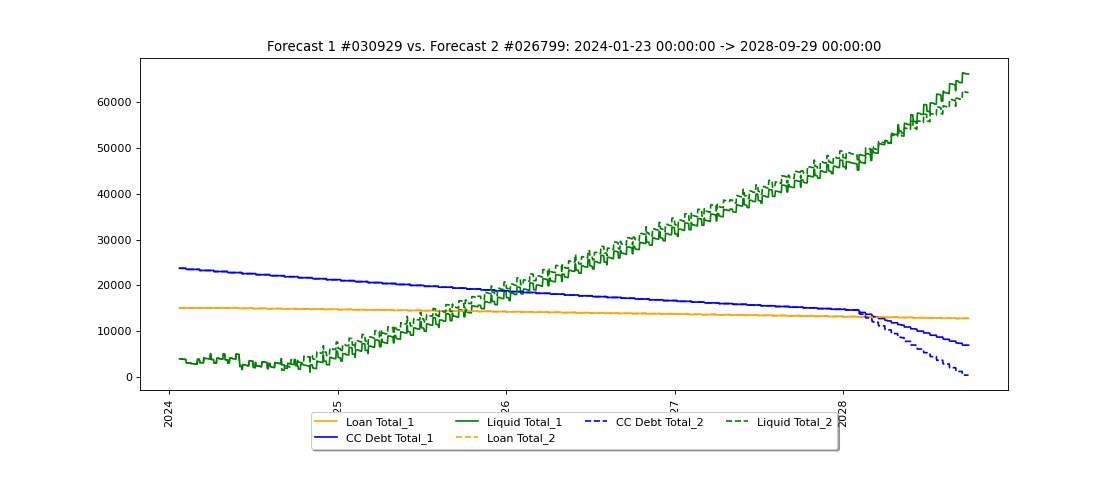 Forecast 1 #030929 vs. Forecast 2 #026799: 2024-01-23 00:00:00 -> 2028-09-29 00:00:00
60000
50000
40000
30000
20000
10000
0
2024
25
26
27
2028
Loan Total_1
Liquid Total_1
CC Debt Total_2
Liquid Total_2
CC Debt Total_1
Loan Total_2